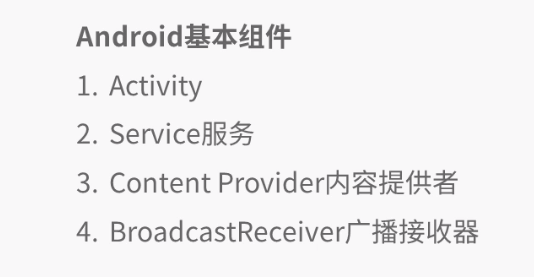 Android基本组件
1. Activity
2. Service服务
3. Content Provider内容提供者
4. BroadcastReceiver广播接收器